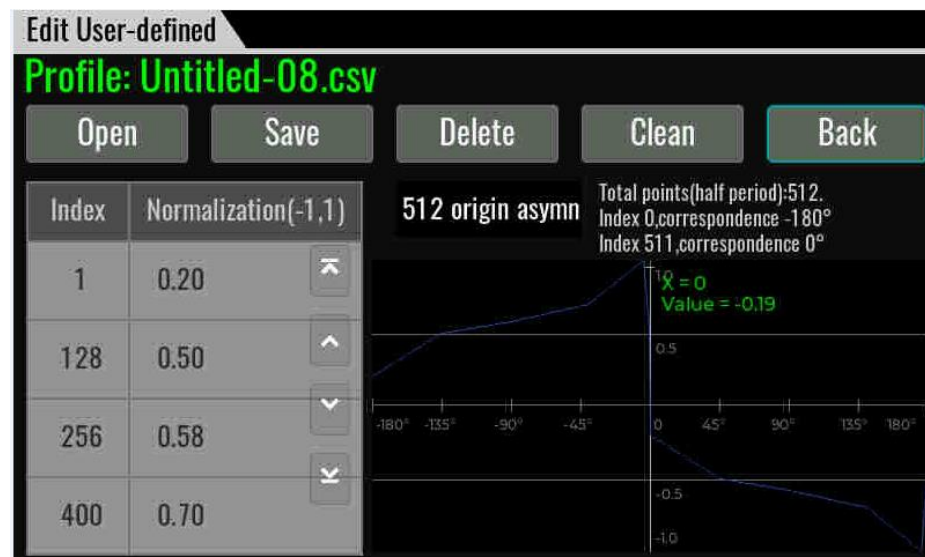 Edit User-defined
Profile: Untitled-08.csv
Open Save Delete Clean Back
Index Normalization(-1,1)
1 0.20
128 0.50
256 0.58
400 0.70
512 origin asymn
Total points(half period):512.
Index 0,correspondence -180°
Index 511,correspondence 0°
1.0
X = 0
Value = -0.19
0.5
-180° -135° -90° -45° 0 45° 90° 135° 180°
-0.5
-1.0